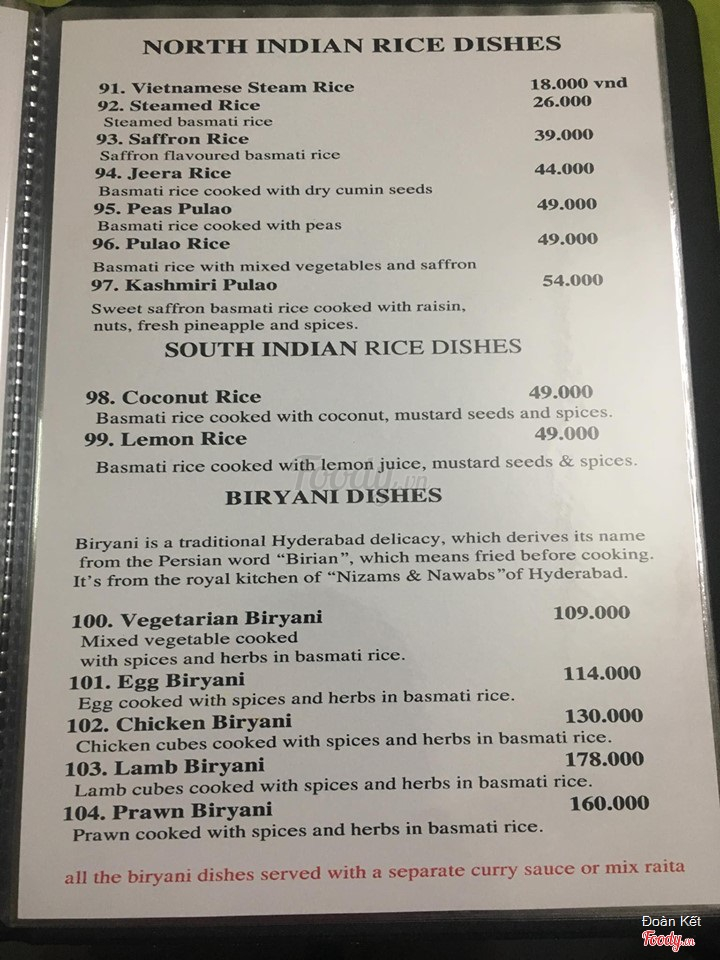 NORTH INDIAN RICE DISHES
91. Vietnamese Steam Rice 18.000 vnd
92. Steamed Rice 26.000
Steamed basmati rice
93. Saffron Rice 39.000
Saffron flavoured basmati rice
94. Jeera Rice 44.000
Basmati rice cooked with dry cumin seeds
95. Peas Pulao 49.000
Basmati rice cooked with peas
96. Pulao Rice 49.000
Basmati rice with mixed vegetables and saffron
97. Kashmiri Pulao 54.000
Sweet saffron basmati rice cooked with raisin,
nuts, fresh pineapple and spices.
SOUTH INDIAN RICE DISHES
98. Coconut Rice 49.000
Basmati rice cooked with coconut, mustard seeds and spices.
99. Lemon Rice 49.000
Basmati rice cooked with lemon juice, mustard seeds & spices.
Foody.vn
BIRYANI DISHES
Biryani is a traditional Hyderabad delicacy, which derives its name
from the Persian word “Birian”, which means fried before cooking.
It’s from the royal kitchen of “Nizams & Nawabs”of Hyderabad.
100. Vegetarian Biryani 109.000
Mixed vegetable cooked
with spices and herbs in basmati rice.
101. Egg Biryani 114.000
Egg cooked with spices and herbs in basmati rice.
102. Chicken Biryani 130.000
Chicken cubes cooked with spices and herbs in basmati rice.
103. Lamb Biryani 178.000
Lamb cubes cooked with spices and herbs in basmati rice.
104. Prawn Biryani 160.000
Prawn cooked with spices and herbs in basmati rice.
all the biryani dishes served with a separate curry sauce or mix raita
Đoàn Kết
Foody.vn